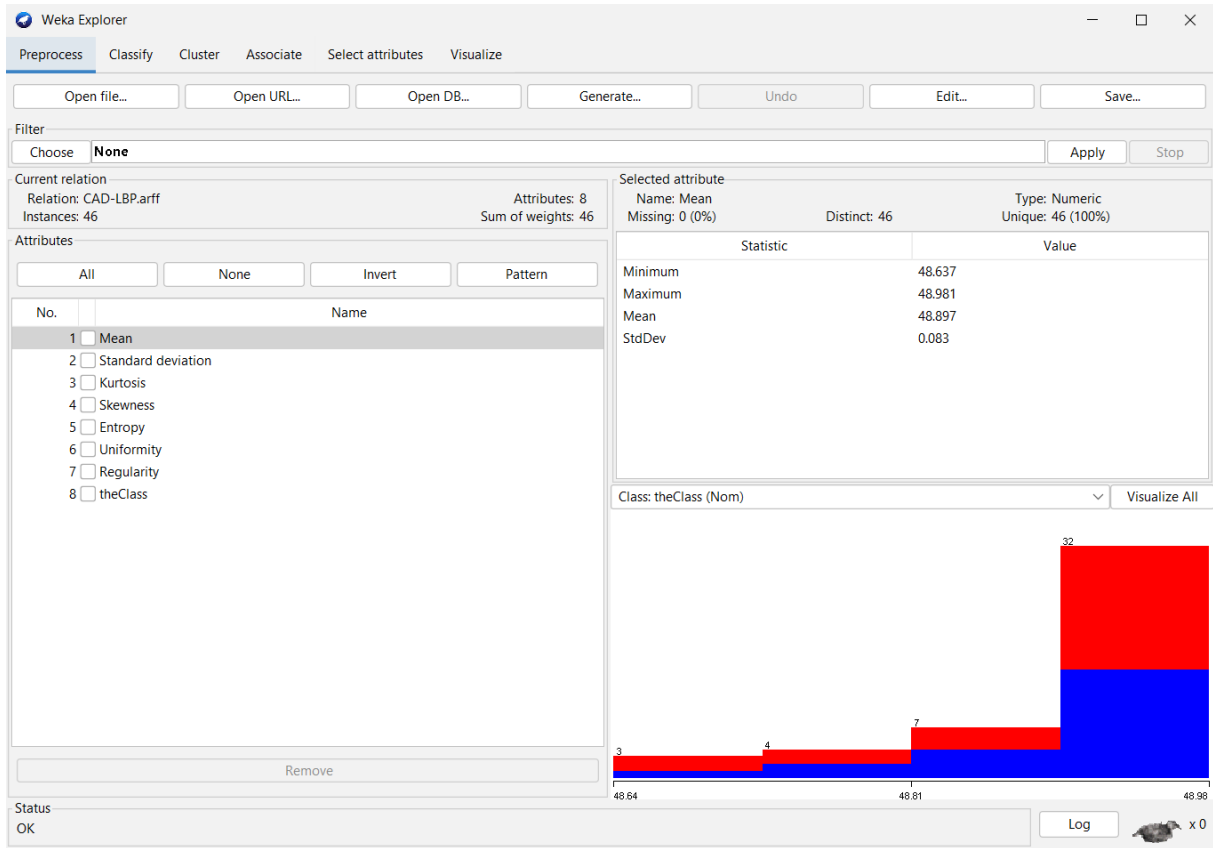 Weka Explorer
Preprocess Classify Cluster Associate Select attributes Visualize
Open file... Open URL... Open DB... Generate... Undo Edit... Save...
Filter
Choose None Apply Stop
Current relation
Relation: CAD-LBP.arff Attributes: 8
Instances: 46 Sum of weights: 46
Attributes
All None Invert Pattern
No. Name
1 Mean
2 Standard deviation
3 Kurtosis
4 Skewness
5 Entropy
6 Uniformity
7 Regularity
8 theClass
Remove
Selected attribute
Name: Mean Type: Numeric
Missing: 0 (0%) Distinct: 46 Unique: 46 (100%)
Statistic Value
Minimum 48.637
Maximum 48.981
Mean 48.897
StdDev 0.083
Class: theClass (Nom) Visualize All
32
7
4
3
48.64 48.81 48.98
Status
OK Log x 0